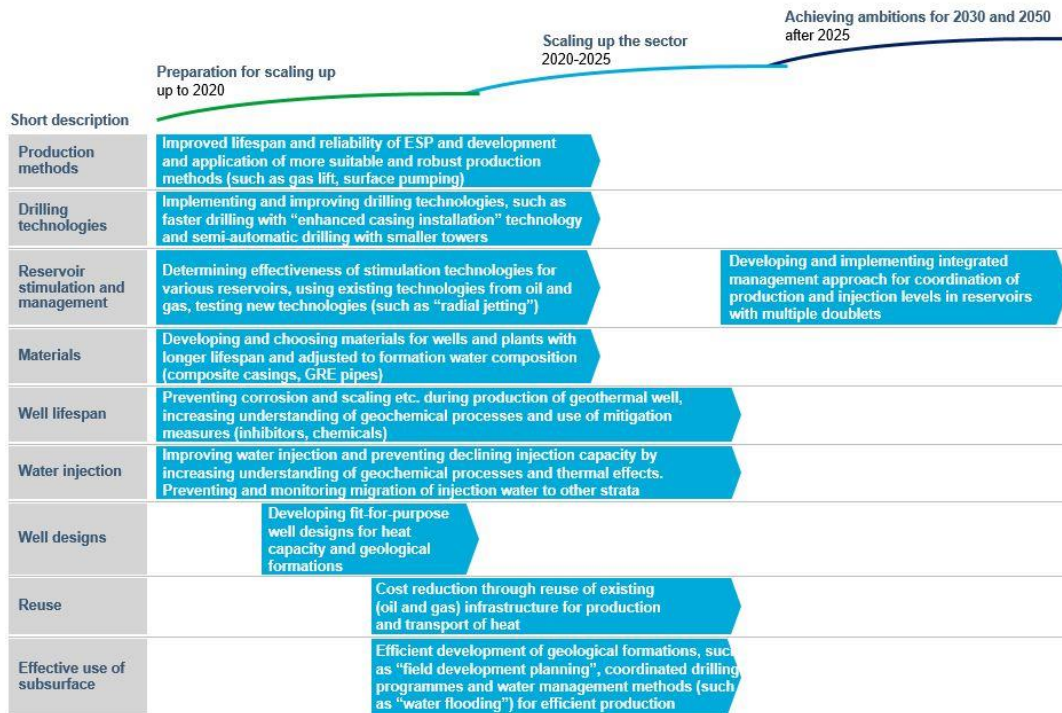 Achieving ambitions for 2030 and 2050
after 2025
Scaling up the sector
2020-2025
Preparation for scaling up
up to 2020
Short description
Production
methods
Improved lifespan and reliability of ESP and development
and application of more suitable and robust production
methods (such as gas lift, surface pumping)
Drilling
technologies
Implementing and improving drilling technologies, such as
faster drilling with “enhanced casing installation” technology
and semi-automatic drilling with smaller towers
Reservoir
stimulation and
management
Determining effectiveness of stimulation technologies for
various reservoirs, using existing technologies from oil and
gas, testing new technologies (such as “radial jetting”)
Developing and implementing integrated
management approach for coordination of
production and injection levels in reservoirs
with multiple doublets
Materials
Developing and choosing materials for wells and plants with
longer lifespan and adjusted to formation water composition
(composite casings, GRE pipes)
Well lifespan
Preventing corrosion and scaling etc. during production of geothermal well,
increasing understanding of geochemical processes and use of mitigation
measures (inhibitors, chemicals)
Water injection
Improving water injection and preventing declining injection capacity by
increasing understanding of geochemical processes and thermal effects.
Preventing and monitoring migration of injection water to other strata
Well designs
Developing fit-for-purpose
well designs for heat
capacity and geological
formations
Reuse
Cost reduction through reuse of existing
(oil and gas) infrastructure for production
and transport of heat
Effective use of
subsurface
Efficient development of geological formations, suc
as “field development planning”, coordinated drilling
programmes and water management methods (such
as “water flooding”) for efficient production